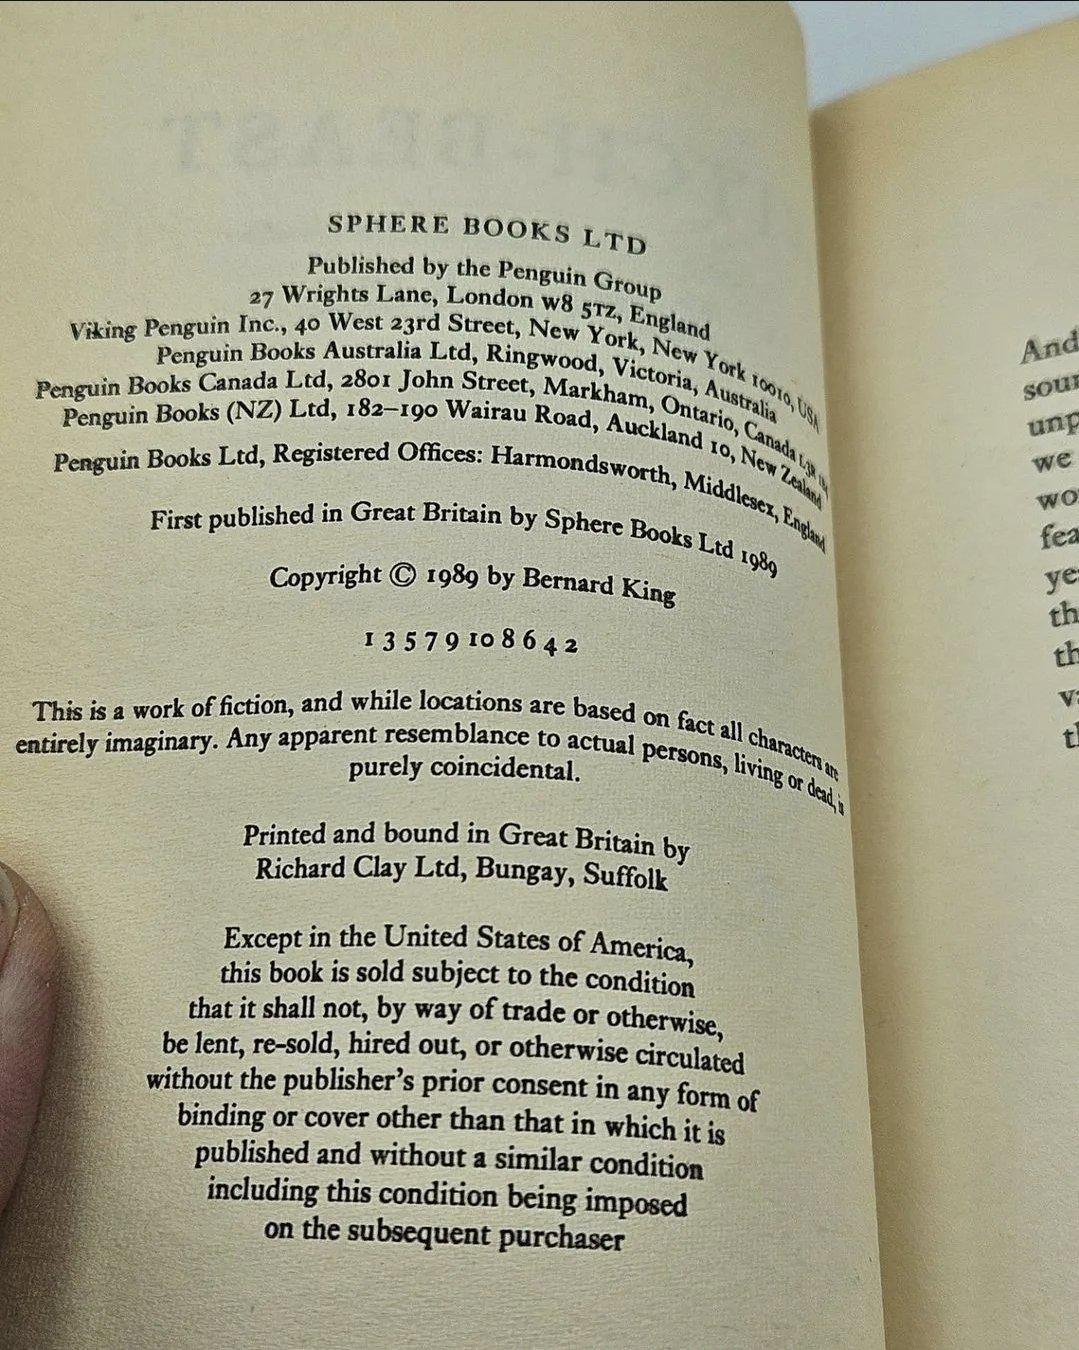 SPHERE BOOKS LTD
Published by the Penguin Group
27 Wrights Lane, London W8 5TZ, England
Viking Penguin Inc., 40 West 23rd Street, New York, New York 10010, USA
Penguin Books Australia Ltd, Ringwood, Victoria, Australia
Penguin Books Canada Ltd, 2801 John Street, Markham, Ontario, Canada L3R
Penguin Books (NZ) Ltd, 182–190 Wairau Road, Auckland 10, New Zealand
Penguin Books Ltd, Registered Offices: Harmondsworth, Middlesex, England
First published in Great Britain by Sphere Books Ltd 1989
Copyright © 1989 by Bernard King
1 3 5 7 9 10 8 6 4 2
This is a work of fiction, and while locations are based on fact all characters are
entirely imaginary. Any apparent resemblance to actual persons, living or dead, is
purely coincidental.
Printed and bound in Great Britain by
Richard Clay Ltd, Bungay, Suffolk
Except in the United States of America,
this book is sold subject to the condition
that it shall not, by way of trade or otherwise,
be lent, re-sold, hired out, or otherwise circulated
without the publisher's prior consent in any form of
binding or cover other than that in which it is
published and without a similar condition
including this condition being imposed
on the subsequent purchaser
And
we